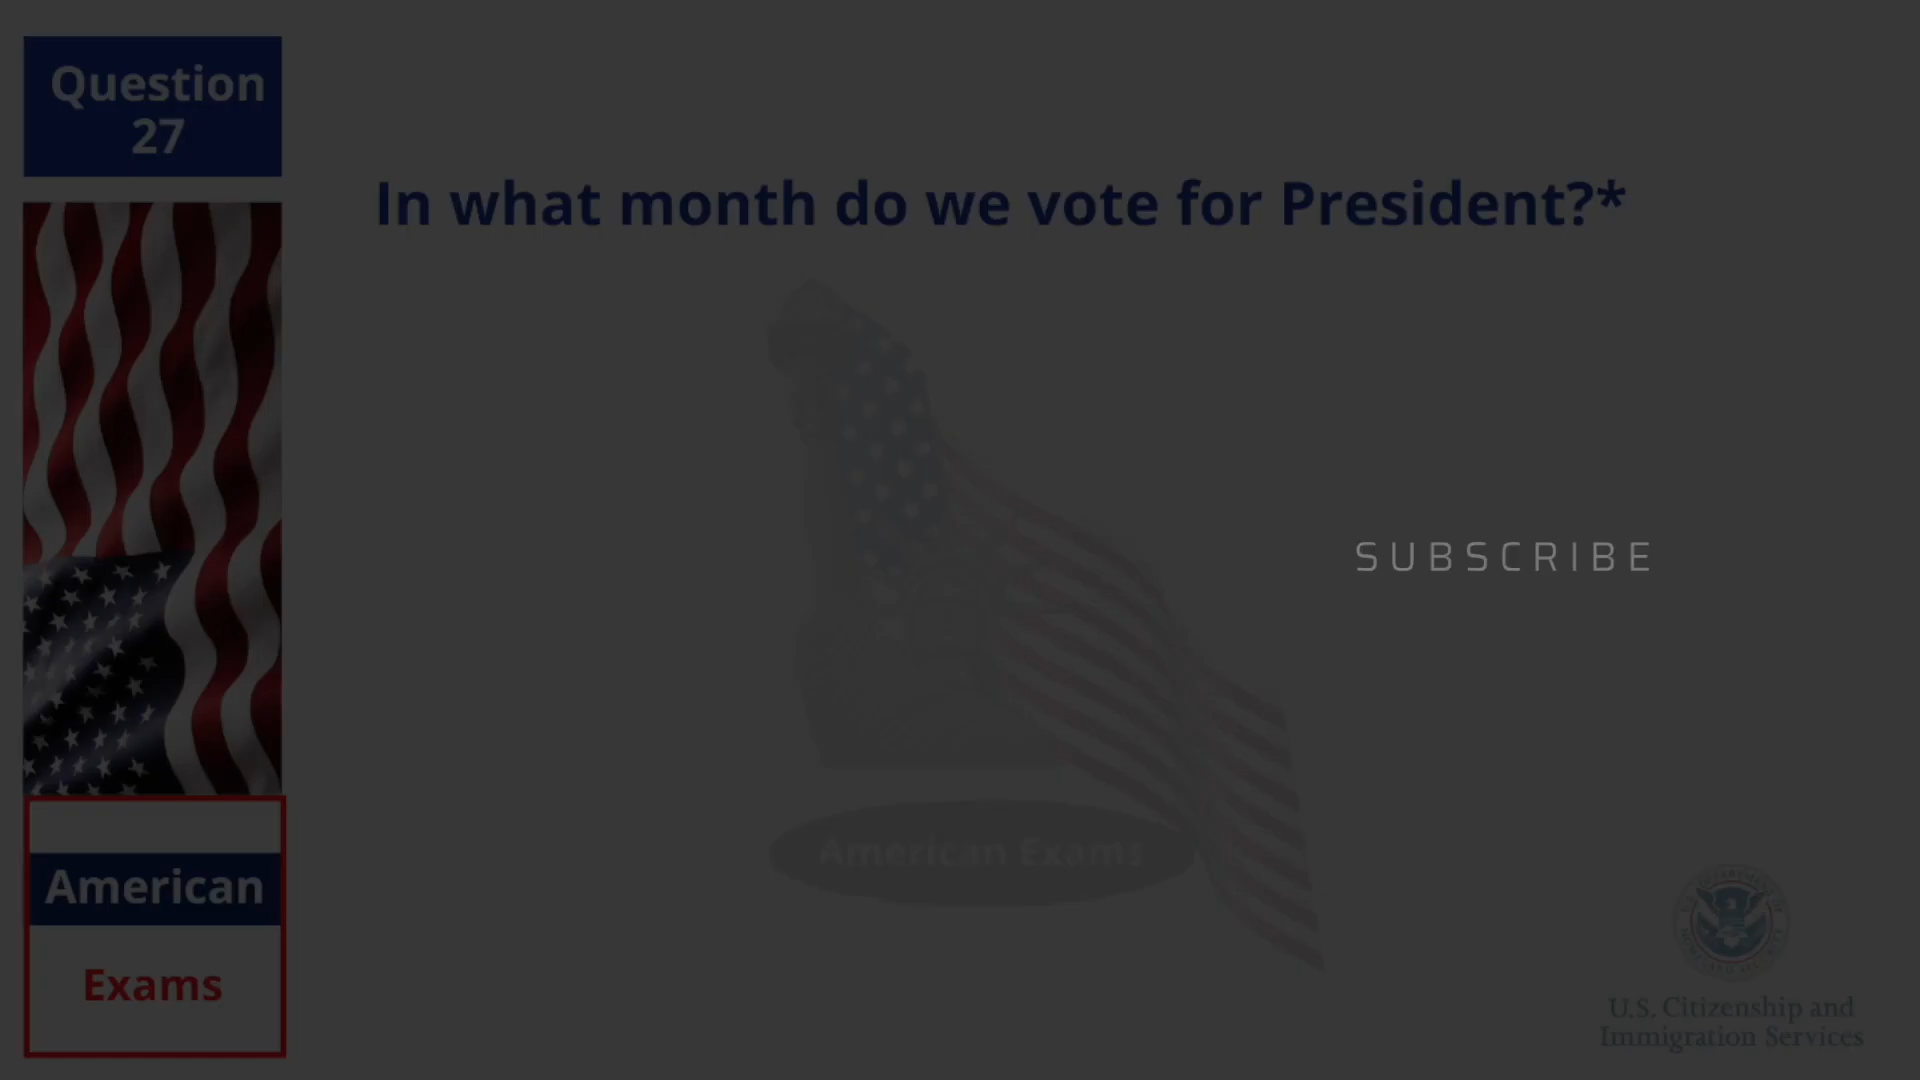 Question
27
In what month do we vote for President?*
SUBSCRIBE
American Exams
American
Exams
U.S. Citizenship and
Immigration Services